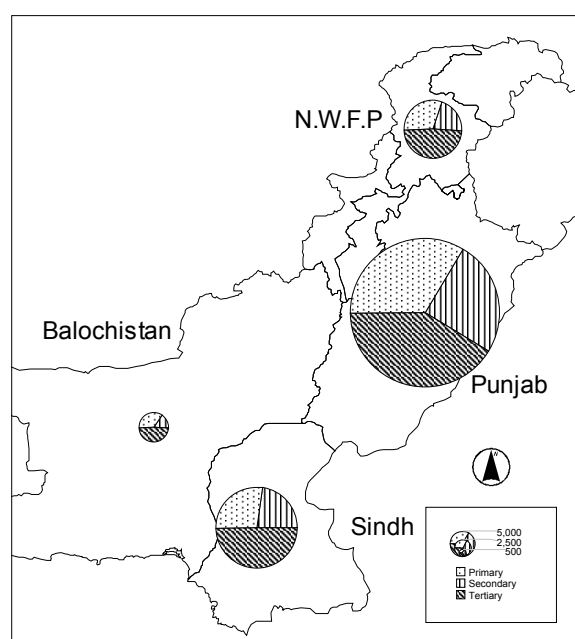 N.W.F.P
Balochistan
Punjab
N
Sindh
5,000
2,500
500
Primary
Secondary
Tertiary